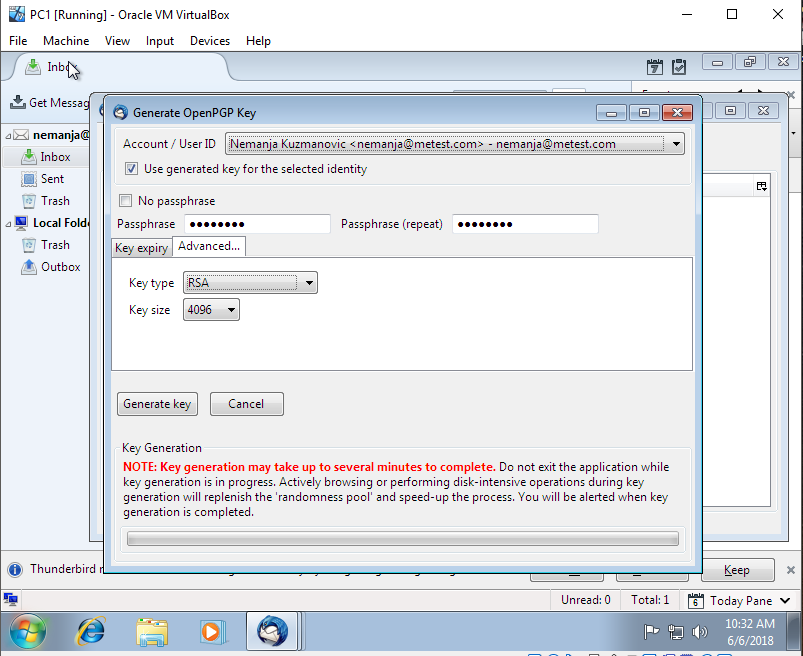 PC1 [Running] - Oracle VM VirtualBox
File Machine View Input Devices Help
Inbo
7
Get Messag
Generate OpenPGP Key
nemanja@
Account / User ID Nemanja Kuzmanovic <nemanja@metest.com> - nemanja@metest.com
Inbox
Use generated key for the selected identity
Sent
Trash
No passphrase
Local Folde
Passphrase ●●●●●●●● Passphrase (repeat) ●●●●●●●●
Trash
Key expiry Advanced...
Outbox
Key type RSA
Key size 4096
Generate key Cancel
Key Generation
NOTE: Key generation may take up to several minutes to complete. Do not exit the application while
key generation is in progress. Actively browsing or performing disk-intensive operations during key
generation will replenish the 'randomness pool' and speed-up the process. You will be alerted when key
generation is completed.
Thunderbird Keep
Unread: 0 Total: 1 6 Today Pane
10:32 AM
6/6/2018